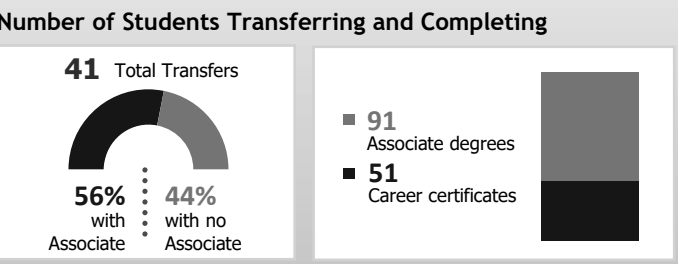 Number of Students Transferring and Completing
41 Total Transfers
56%
with
Associate
44%
with no
Associate
91
Associate degrees
51
Career certificates